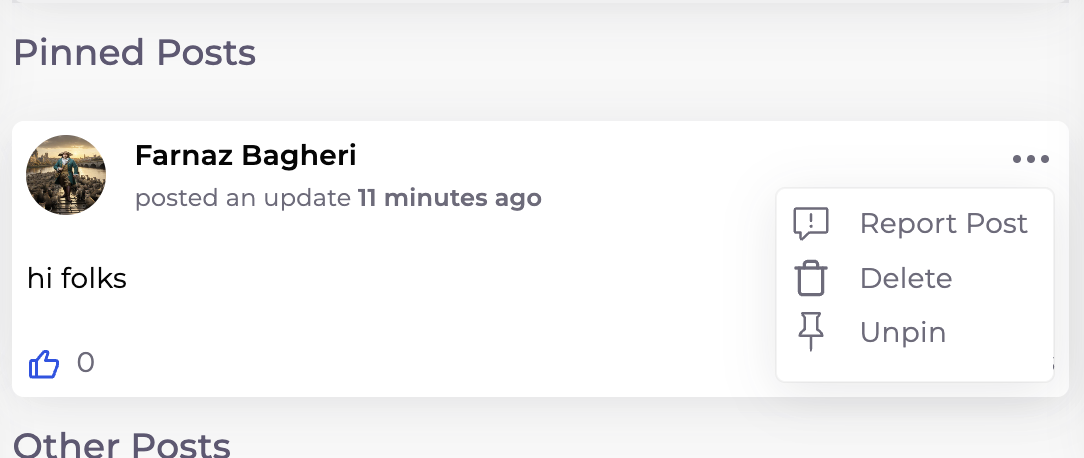 Pinned Posts
Farnaz Bagheri
posted an update 11 minutes ago
Report Post
hi folks
Delete
Unpin
0
Other Posts